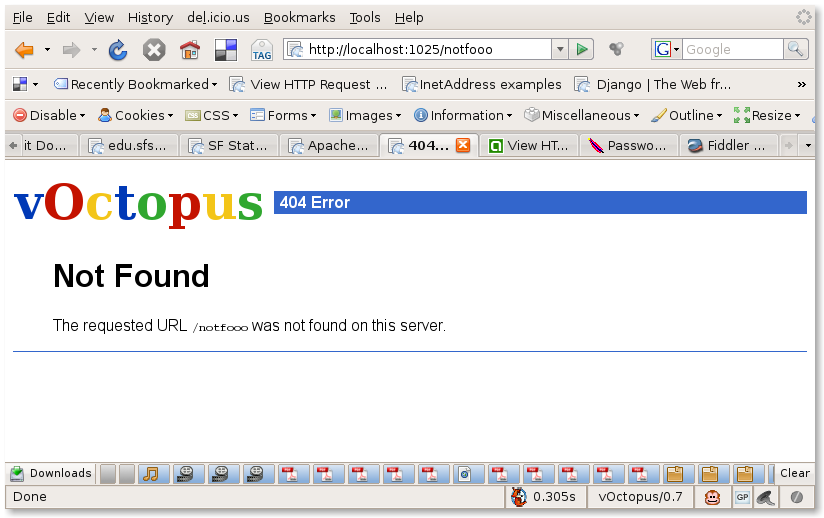 File Edit View History del.icio.us Bookmarks Tools Help
TAG http://localhost:1025/notfooo G Google
Recently Bookmarked View HTTP Request ... InetAddress examples Django | The Web fr... »
Disable Cookies CSS Forms Images Information Miscellaneous Outline Resize
it Do... edu.sfs... SF Stat... Apache... 404... View HT... Passwo... Fiddler ...
vOctopus 404 Error
Not Found
The requested URL /notfooo was not found on this server.
Downloads Clear
Done 0.305s vOctopus/0.7 GP